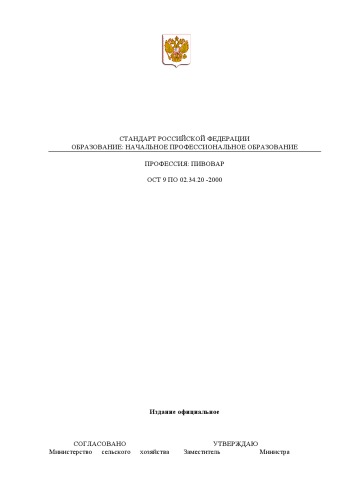 СТАНДАРТ РОССИЙСКОЙ ФЕДЕРАЦИИ
ОБРАЗОВАНИЕ: НАЧАЛЬНОЕ ПРОФЕССИОНАЛЬНОЕ ОБРАЗОВАНИЕ
ПРОФЕССИЯ: ПИВОВАР
ОСТ 9 ПО 02.34.20 -2000
Издание официальное
СОГЛАСОВАНО УТВЕРЖДАЮ
Министерство сельского хозяйства Заместитель Министра